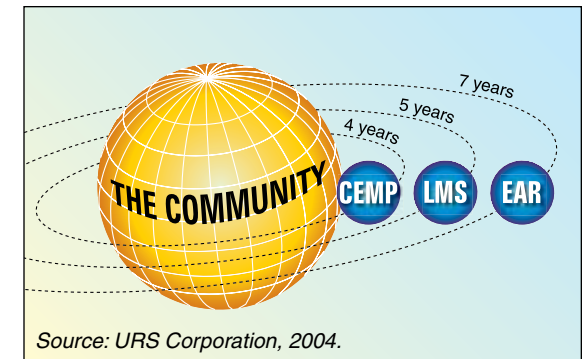 7 years
5 years
4 years
THE COMMUNITY
CEMP
LMS
EAR
Source: URS Corporation, 2004.